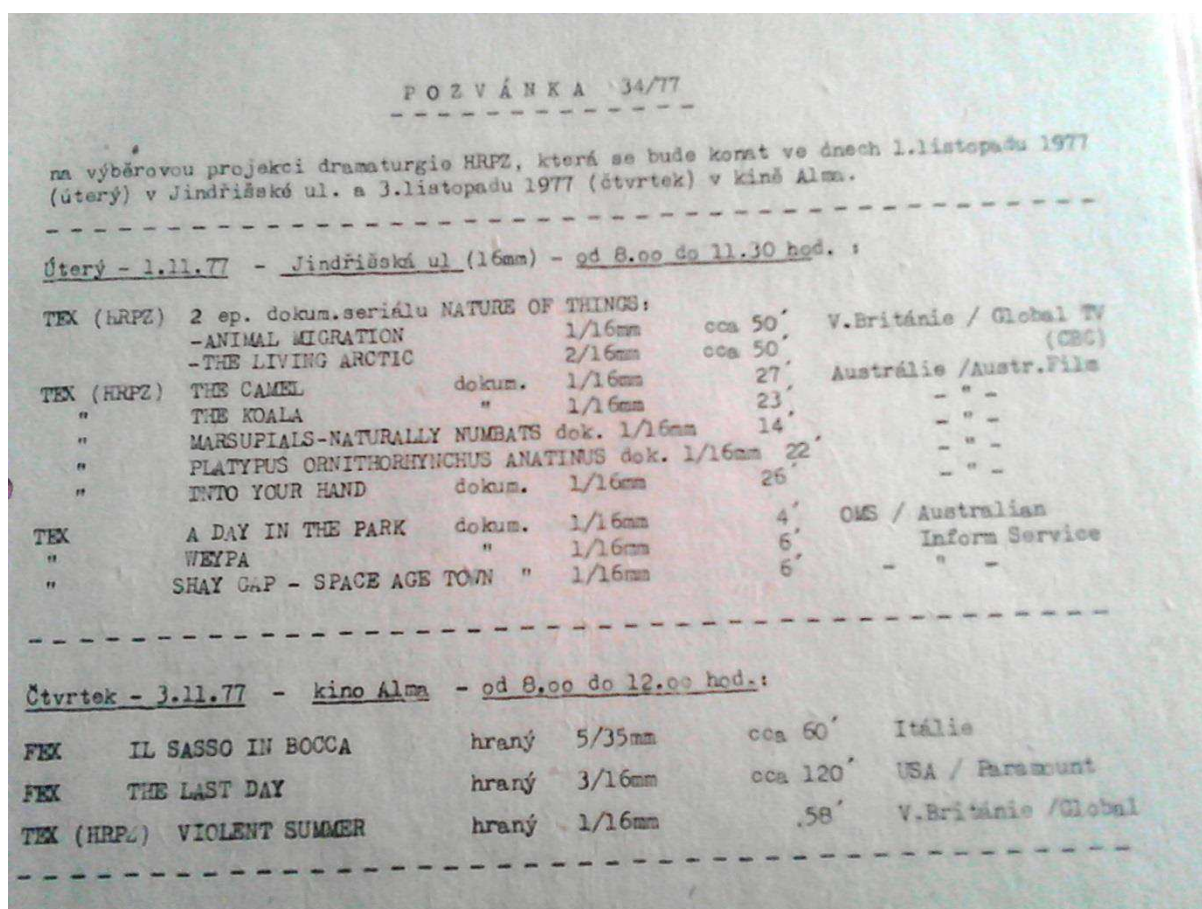 P O Z V Á N K A 34/77
na výběrovou projekci dramaturgie HRPZ, která se bude konat ve dnech 1.listopadu 1977
(úterý) v Jindřišské ul. a 3.listopadu 1977 (čtvrtek) v kině Alma.
Úterý - 1.11.77 - Jindřišská ul (16mm) - od 8.oo do 11.30 hod. :
TEX (HRPZ) 2 ep. dokum.seriálu NATURE OF THINGS:
-ANIMAL MIGRATION 1/16mm cca 50´ V.Británie / Global TV
-THE LIVING ARCTIC 2/16mm cca 50´ (CBC)
TEX (HRPZ) THE CAMEL dokum. 1/16mm 27´ Austrálie /Austr.Film
" THE KOALA " 1/16mm 23´ - " -
" MARSUPIALS-NATURALLY NUMBATS dok. 1/16mm 14´ - " -
" PLATYPUS ORNITHORHYNCHUS ANATINUS dok. 1/16mm 22´ - " -
" INTO YOUR HAND dokum. 1/16mm 26´ - " -
TEX A DAY IN THE PARK dokum. 1/16mm 4´ OMS / Australian
" WEYPA " 1/16mm 6´ Inform Service
" SHAY GAP - SPACE AGE TOWN " 1/16mm 6´ - " -
Čtvrtek - 3.11.77 - kino Alma - od 8.oo do 12.oo hod.:
FEX IL SASSO IN BOCCA hraný 5/35mm cca 60´ Itálie
FEX THE LAST DAY hraný 3/16mm cca 120´ USA / Paramount
TEX (HRPZ) VIOLENT SUMMER hraný 1/16mm .58´ V.Británie /Global